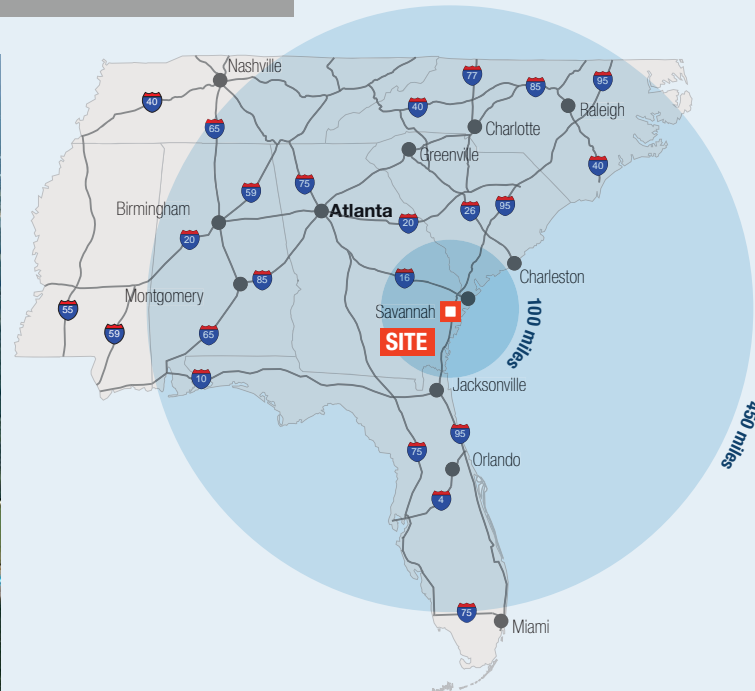 Nashville
77
95
85
40
40
Raleigh
65
Charlotte
Greenville
40
75
59
Birmingham
Atlanta
26
95
20
20
Charleston
16
85
Montgomery
Savannah
100 miles
55
59
65
SITE
10
Jacksonville
450 miles
95
75
Orlando
4
75
Miami